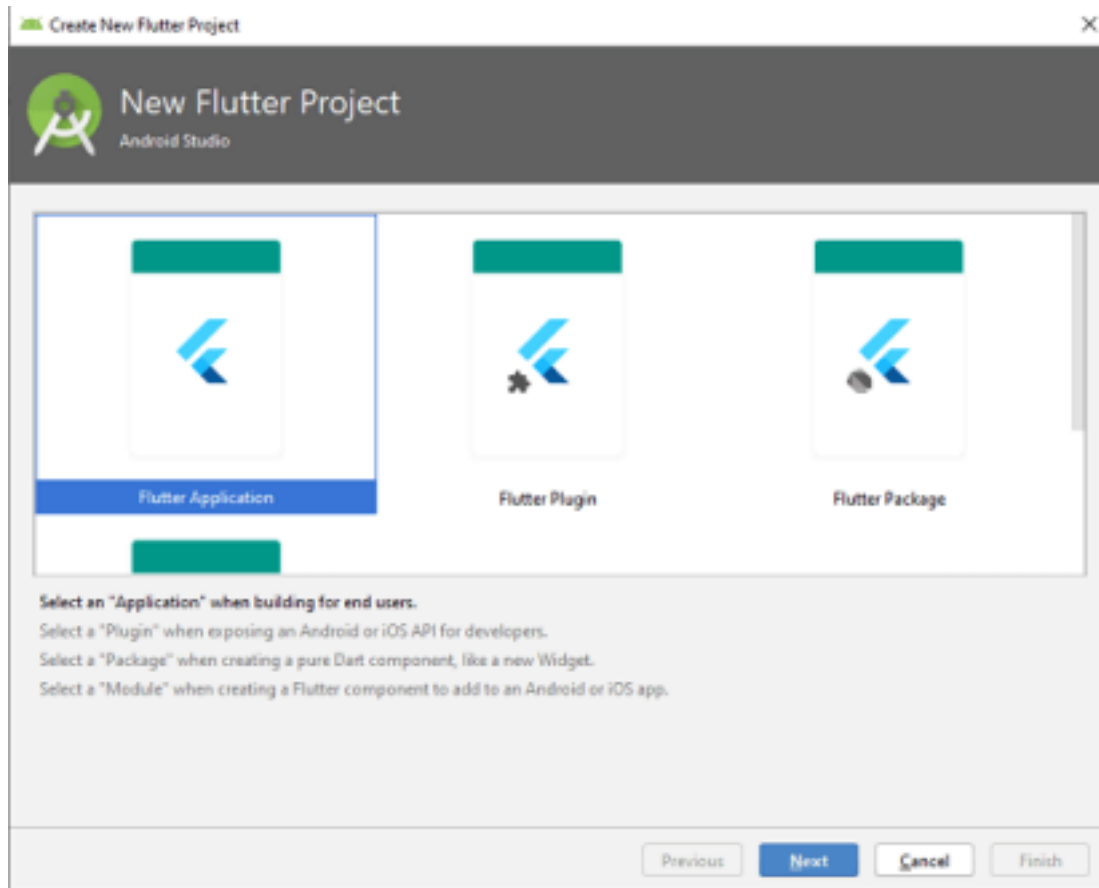 Create New Flutter Project
New Flutter Project
Android Studio
Flutter Application
Flutter Plugin
Flutter Package
Select an "Application" when building for end users.
Select a "Plugin" when exposing an Android or iOS API for developers.
Select a "Package" when creating a pure Dart component, like a new Widget.
Select a "Module" when creating a Flutter component to add to an Android or iOS app.
Previous
Next
Cancel
Finish